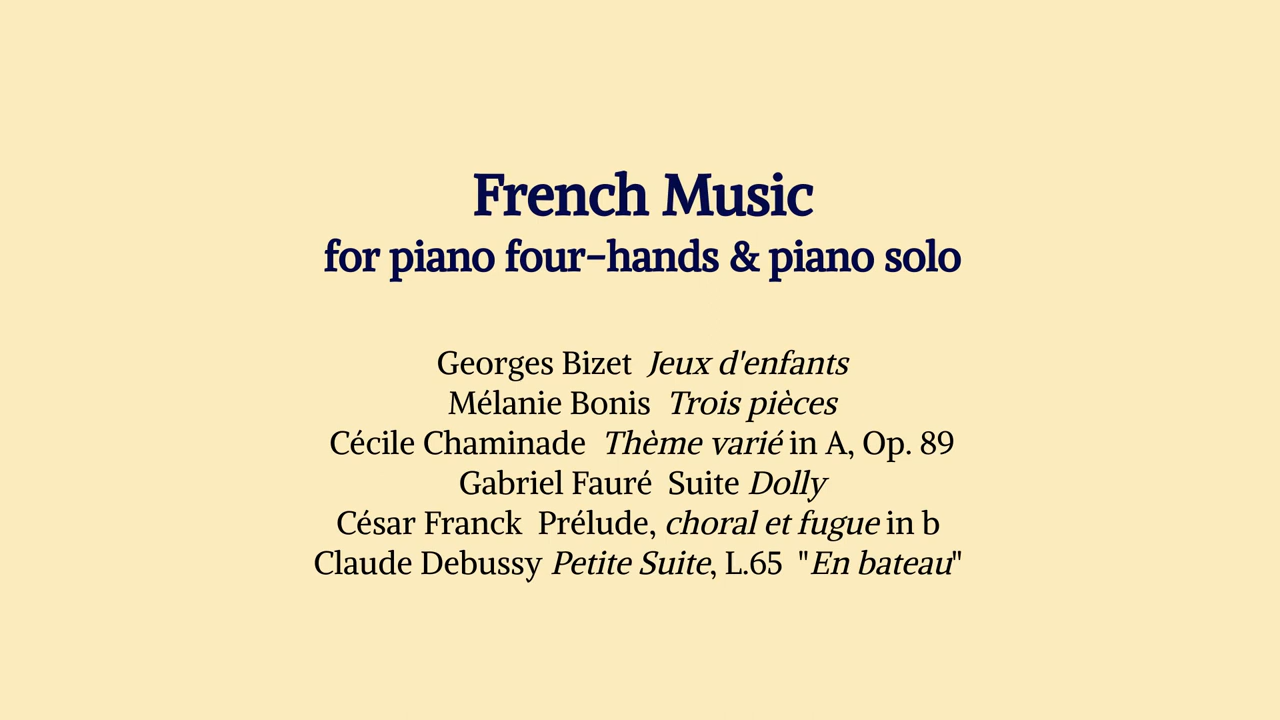 French Music
for piano four-hands & piano solo
Georges Bizet Jeux d'enfants
Mélanie Bonis Trois pièces
Cécile Chaminade Thème varié in A, Op. 89
Gabriel Fauré Suite Dolly
César Franck Prélude, choral et fugue in b
Claude Debussy Petite Suite, L.65 "En bateau"